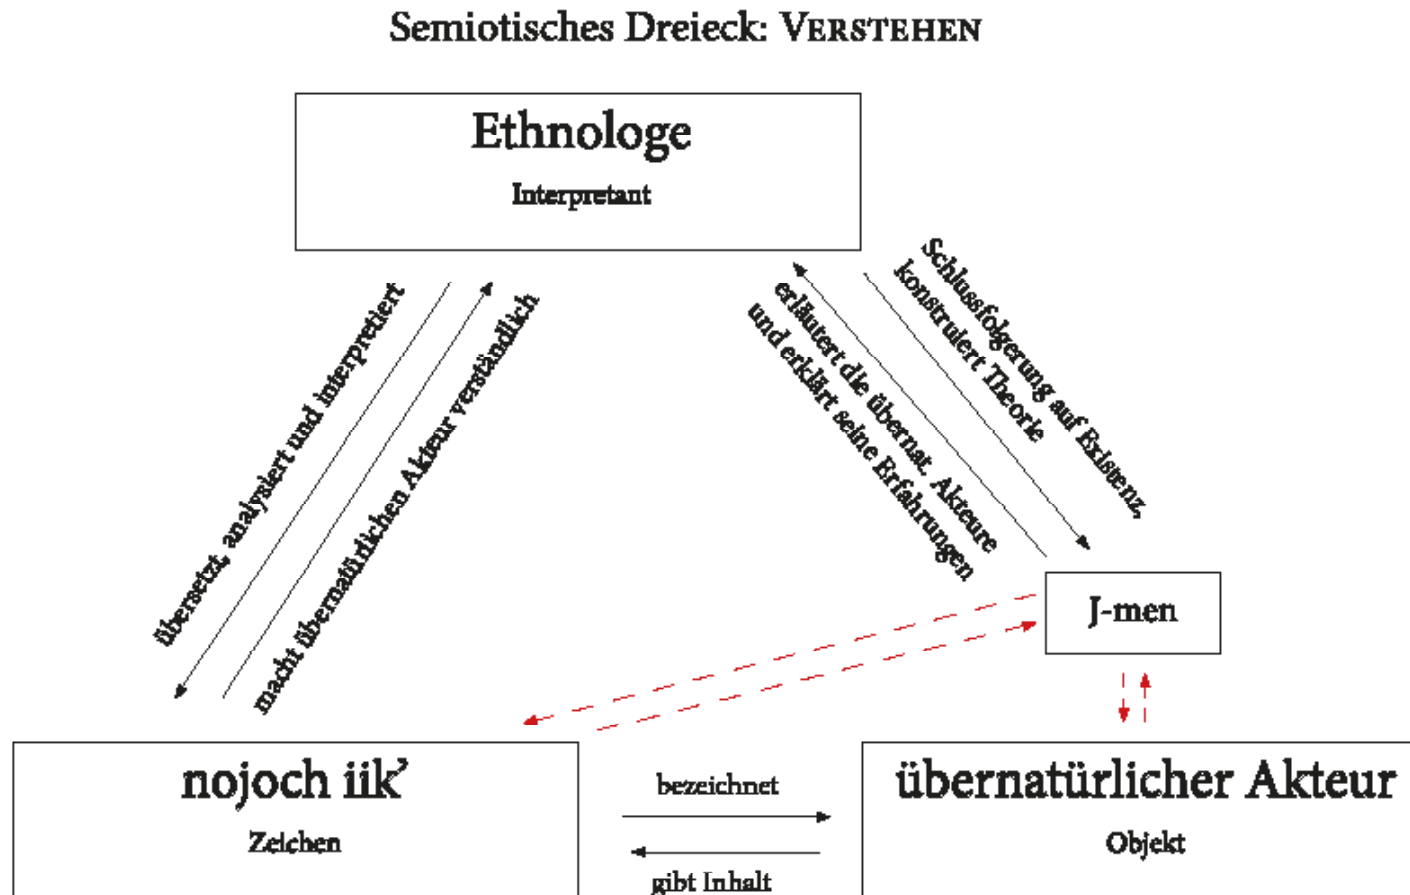 Semiotisches Dreieck: VERSTEHEN
Ethnologe
Interpretant
übersetzt, analysiert und interpretiert
macht übernatürlichen Akteur verständlich
erläutert die übernat. Akteure
und erklärt seine Erfahrungen
Schlussfolgerung auf Existenz,
konstruiert Theorie
J-men
nojoch iik’
Zeichen
bezeichnet
gibt Inhalt
übernatürlicher Akteur
Objekt